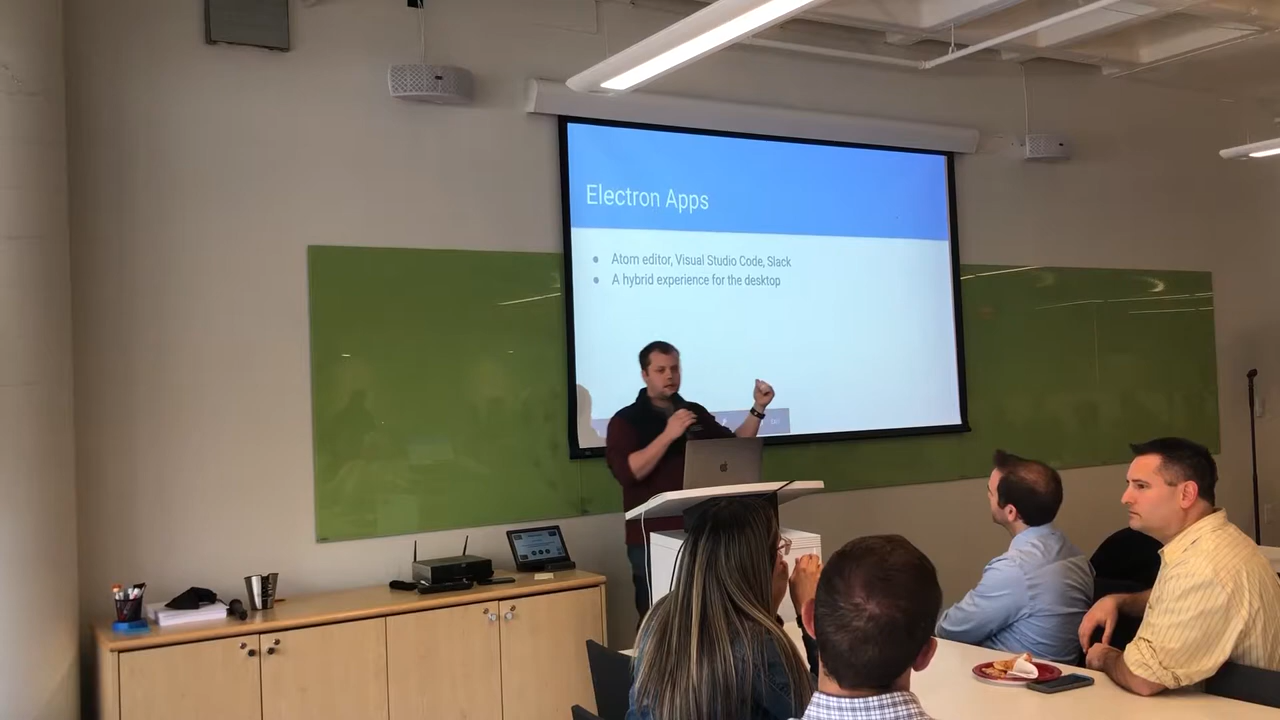 Electron Apps
Atom editor, Visual Studio Code, Slack
A hybrid experience for the desktop